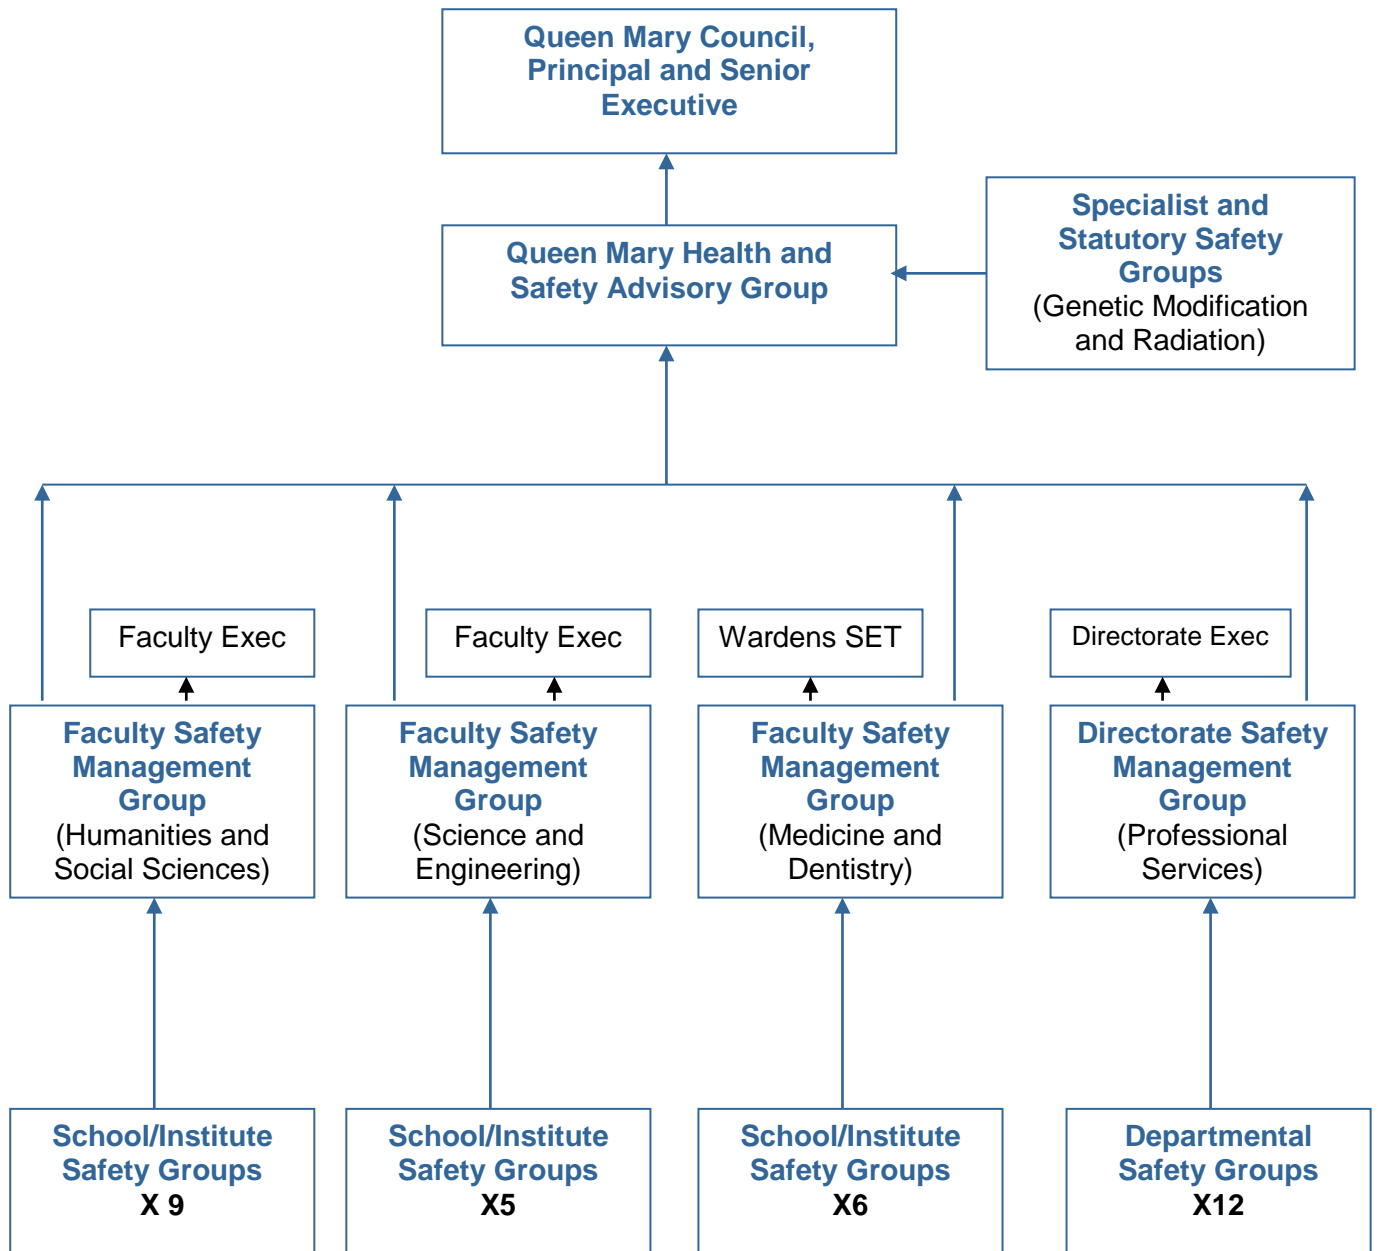 Queen Mary Council,
Principal and Senior
Executive
Specialist and
Statutory Safety
Groups
(Genetic Modification
and Radiation)
Queen Mary Health and
Safety Advisory Group
Faculty Exec
Faculty Exec
Wardens SET
Directorate Exec
Faculty Safety
Management
Group
(Humanities and
Social Sciences)
Faculty Safety
Management
Group
(Science and
Engineering)
Faculty Safety
Management
Group
(Medicine and
Dentistry)
Directorate Safety
Management
Group
(Professional
Services)
School/Institute
Safety Groups
X 9
School/Institute
Safety Groups
X5
School/Institute
Safety Groups
X6
Departmental
Safety Groups
X12